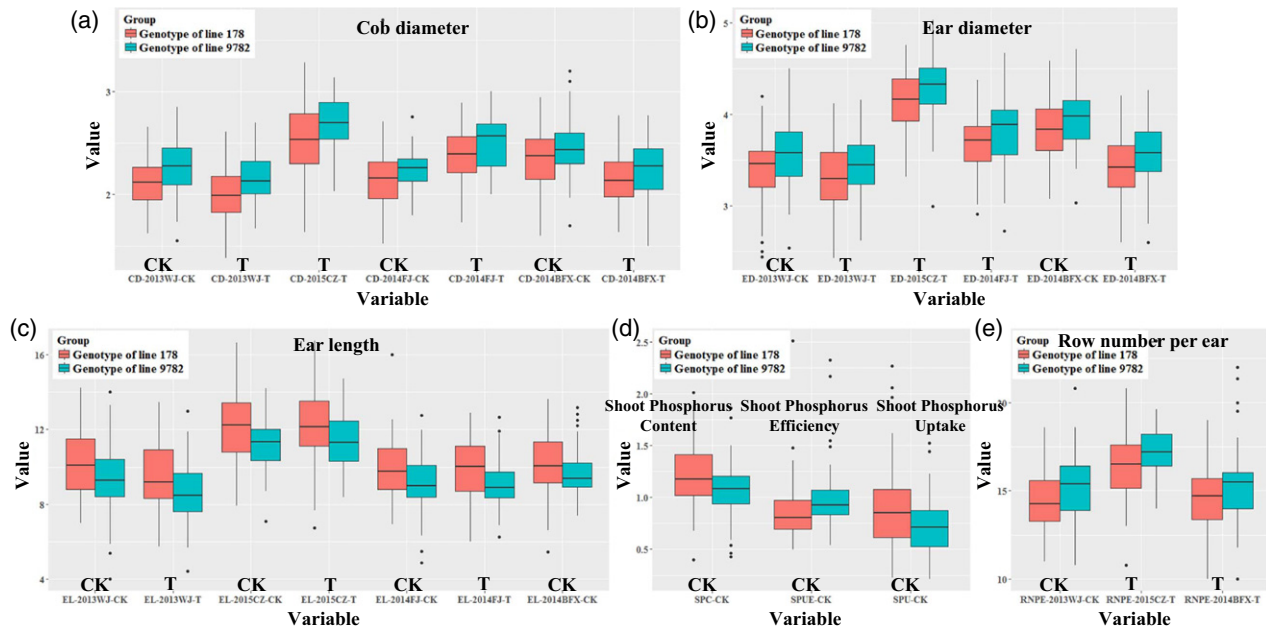 (a)
Group
Genotype of line 178
Genotype of line 9782
Cob diameter
Value
3
2
CK T T CK T CK T
CD-2013WJ-CK CD-2013WJ-T CD-2015CZ-T CD-2014FJ-CK CD-2014FJ-T CD-2014BFX-CK CD-2014BFX-T
Variable
(b)
Group
Genotype of line 178
Genotype of line 9782
Ear diameter
Value
5
4
3
CK T T T CK T
ED-2013WJ-CK ED-2013WJ-T ED-2015CZ-T ED-2014FJ-T ED-2014BFX-CK ED-2014BFX-T
Variable
(c)
Group
Genotype of line 178
Genotype of line 9782
Ear length
Value
16
12
8
4
CK T CK T CK T CK
EL-2013WJ-CK EL-2013WJ-T EL-2015CZ-CK EL-2015CZ-T EL-2014FJ-CK EL-2014FJ-T EL-2014BFX-CK
Variable
(d)
Group
Genotype of line 178
Genotype of line 9782
Shoot Phosphorus Content
Shoot Phosphorus Efficiency
Shoot Phosphorus Uptake
Value
2.5
2.0
1.5
1.0
0.5
CK CK CK
SPC-CK SPUE-CK SPU-CK
Variable
(e)
Group
Genotype of line 178
Genotype of line 9782
Row number per ear
Value
20
15
10
CK T T
RNPE-2013WJ-CK RNPE-2015CZ-T RNPE-2014BFX-T
Variable